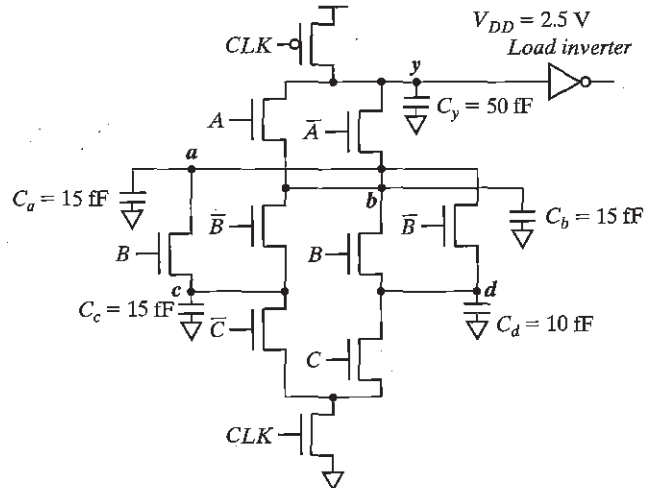 V_DD = 2.5 V
Load inverter
CLK
y
C_y = 50 fF
A
A̅
a
C_a = 15 fF
b
C_b = 15 fF
B
B̅
B
B̅
c
C_c = 15 fF
d
C_d = 10 fF
C̅
C
CLK